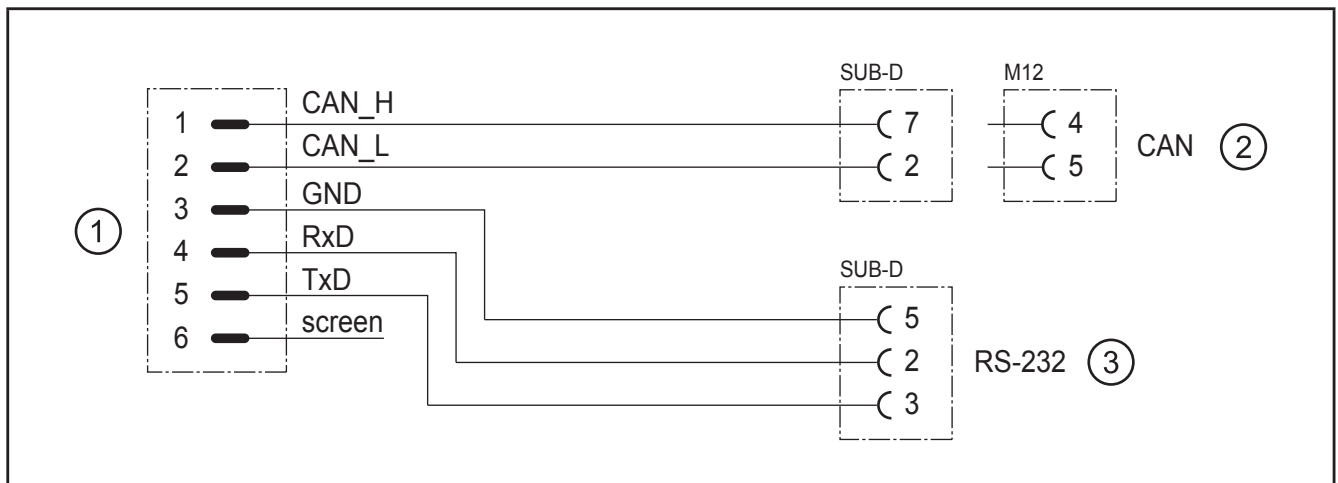 SUB-D M12
1 CAN_H 7 4
2 CAN_L 2 5
CAN 2
3 GND
1
4 RxD
SUB-D
5 TxD
5
6 screen
2 RS-232 3
3